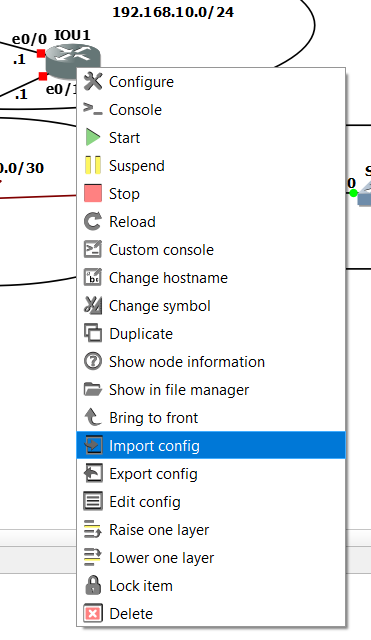 192.168.10.0/24
IOU1
e0/0
.1
.1
e0/1
0.0/30
S
0
Configure
Console
Start
Suspend
Stop
Reload
Custom console
Change hostname
Change symbol
Duplicate
Show node information
Show in file manager
Bring to front
Import config
Export config
Edit config
Raise one layer
Lower one layer
Lock item
Delete